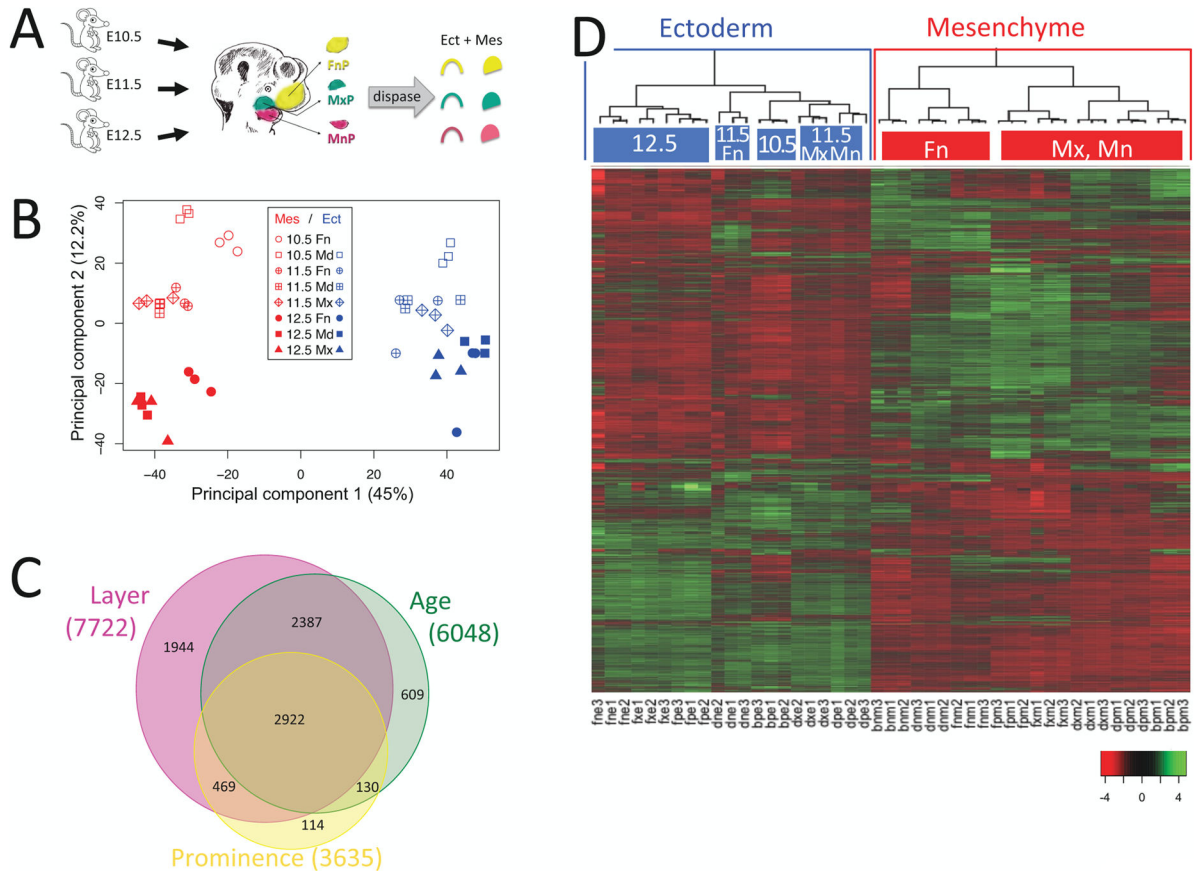 A
E10.5
E11.5
E12.5
FnP
MxP
MnP
dispase
Ect + Mes
B
Principal component 2 (12.2%)
40
20
0
−20
−40
−40
−20
0
20
40
Principal component 1 (45%)
Mes / Ect
10.5 Fn
10.5 Md
11.5 Fn
11.5 Md
11.5 Mx
12.5 Fn
12.5 Md
12.5 Mx
C
Layer
(7722)
Age
(6048)
1944
2387
609
2922
469
130
114
Prominence (3635)
D
Ectoderm
Mesenchyme
12.5
11.5
Fn
10.5
11.5
MxMn
Fn
Mx, Mn
fne3
fne1
fne2
fxe1
fxe2
fxe3
fpe3
fpe1
fpe2
dne2
dne1
dne3
bpe3
bpe1
bpe2
dxe2
dxe1
dxe3
dpe1
dpe2
dpe3
bnm3
bnm1
bnm2
dnm3
dnm1
dnm2
fnm2
fnm1
fnm3
fpm3
fpm1
fpm2
fxm1
fxm2
fxm3
dxm2
dxm1
dxm3
dpm1
dpm2
dpm3
bpm1
bpm2
bpm3
-4
0
4